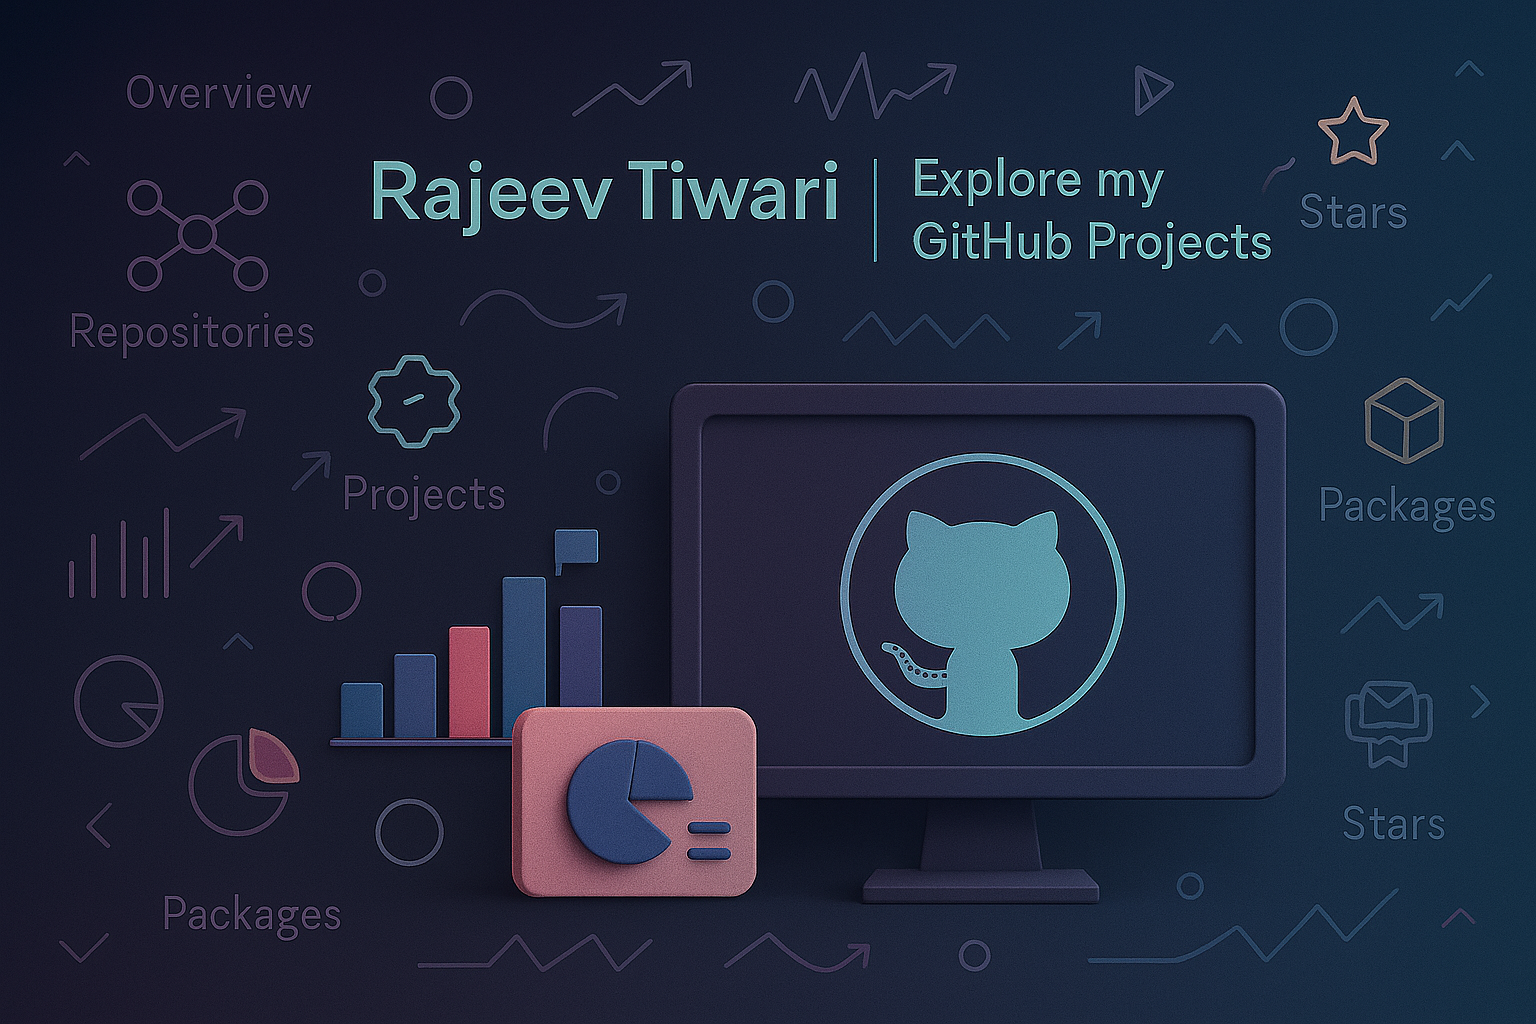 Overview
Rajeev Tiwari
Explore my
GitHub Projects
Stars
Repositories
Projects
Packages
Stars
Packages